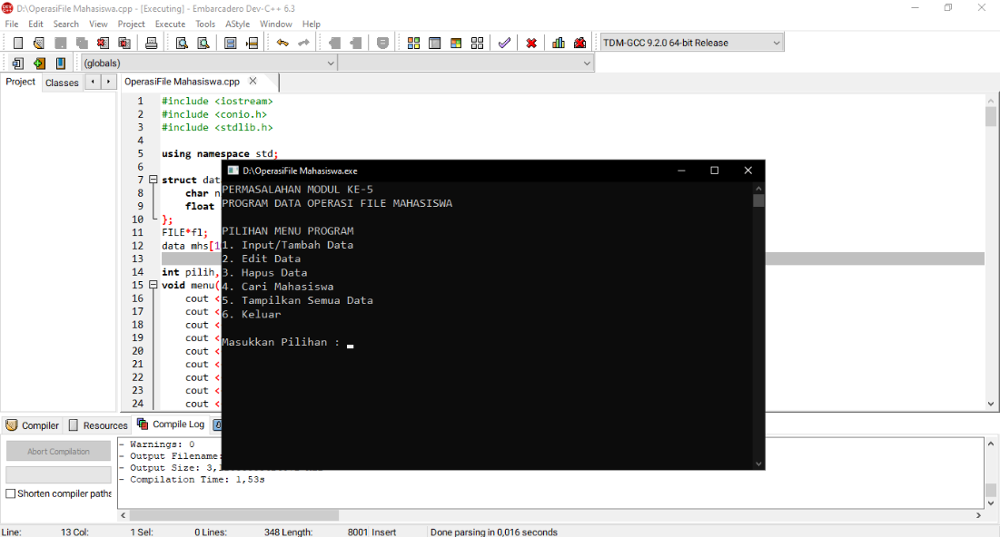 D:\OperasiFile Mahasiswa.cpp - [Executing] - Embarcadero Dev-C++ 6.3
File Edit Search View Project Execute Tools AStyle Window Help
TDM-GCC 9.2.0 64-bit Release
(globals)
Project Classes OperasiFile Mahasiswa.cpp
1 #include <iostream>
2 #include <conio.h>
3 #include <stdlib.h>
4
5 using namespace std;
6
7 struct dat
8 char n
9 float
10 };
11 FILE*fl;
12 data mhs[1
13
14 int pilih,
15 void menu(
16 cout <
17 cout <
18 cout <
19 cout <
20 cout <
21 cout <
22 cout <
23 cout <
24 cout <
D:\OperasiFile Mahasiswa.exe
PERMASALAHAN MODUL KE-5
PROGRAM DATA OPERASI FILE MAHASISWA
PILIHAN MENU PROGRAM
1. Input/Tambah Data
2. Edit Data
3. Hapus Data
4. Cari Mahasiswa
5. Tampilkan Semua Data
6. Keluar
Masukkan Pilihan :
Compiler Resources Compile Log
Abort Compilation
Shorten compiler paths
- Warnings: 0
- Output Filename:
- Output Size: 3,1
- Compilation Time: 1,53s
Line: 13 Col: 1 Sel: 0 Lines: 348 Length: 8001 Insert Done parsing in 0,016 seconds